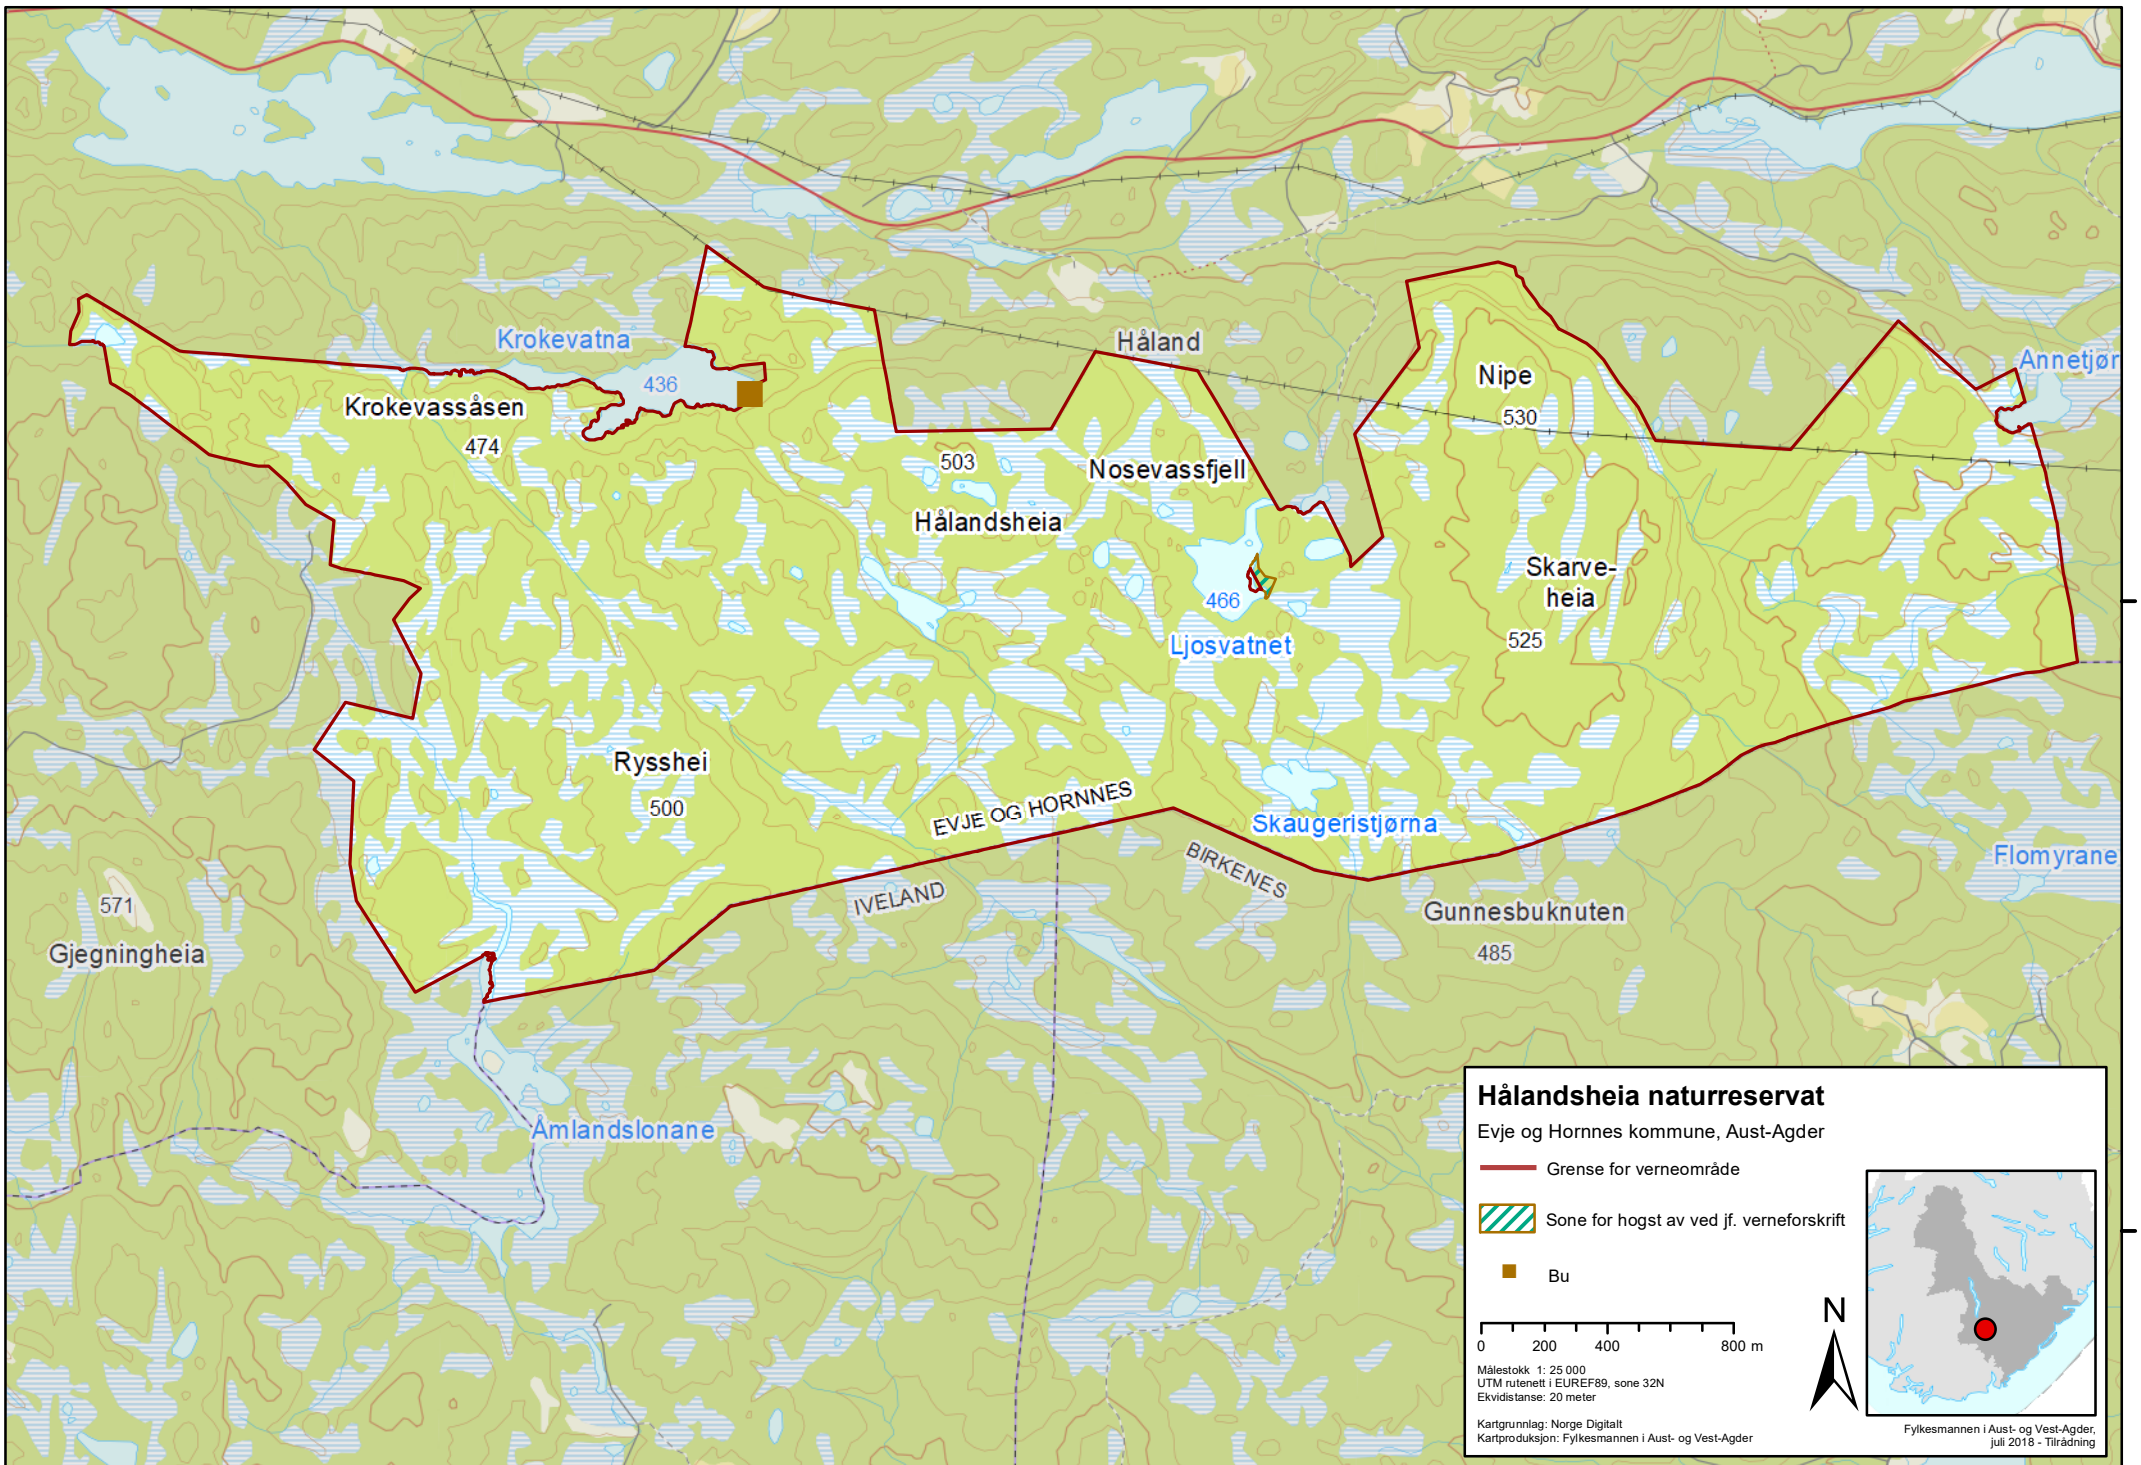 Krokevatna
436
Krokevassåsen
474
Håland
Nipe
530
Annetjør
503
Nosevassfjell
Hålandsheia
Skarve-
heia
466
Ljosvatnet
525
Rysshei
500
EVJE OG HORNNES
Skaugeristjørna
IVELAND
BIRKENES
Flomyrane
571
Gjegningheia
Gunnesbuknuten
485
Åmlandslonane
Hålandsheia naturreservat
Evje og Hornnes kommune, Aust-Agder
Grense for verneområde
Sone for hogst av ved jf. verneforskrift
Bu
N
0 200 400 800 m
Målestokk 1: 25 000
UTM rutenett i EUREF89, sone 32N
Ekvidistanse: 20 meter
Kartgrunnlag: Norge Digitalt
Kartproduksjon: Fylkesmannen i Aust- og Vest-Agder
Fylkesmannen i Aust- og Vest-Agder,
juli 2018 - Tilrådning